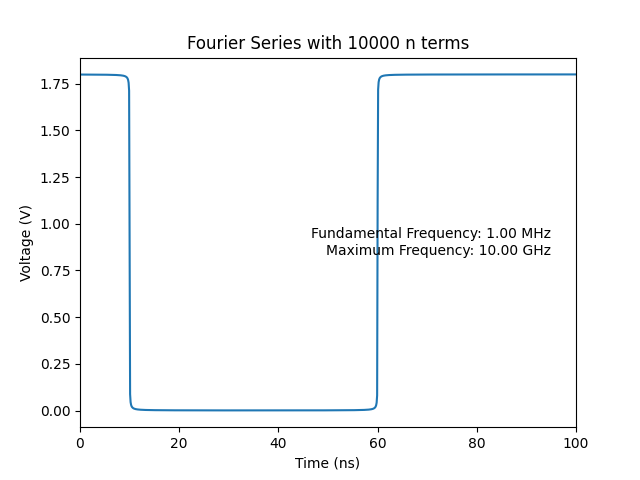 Fourier Series with 10000 n terms
Voltage (V)
1.75
1.50
1.25
1.00
0.75
0.50
0.25
0.00
Fundamental Frequency: 1.00 MHz
Maximum Frequency: 10.00 GHz
0 20 40 60 80 100
Time (ns)